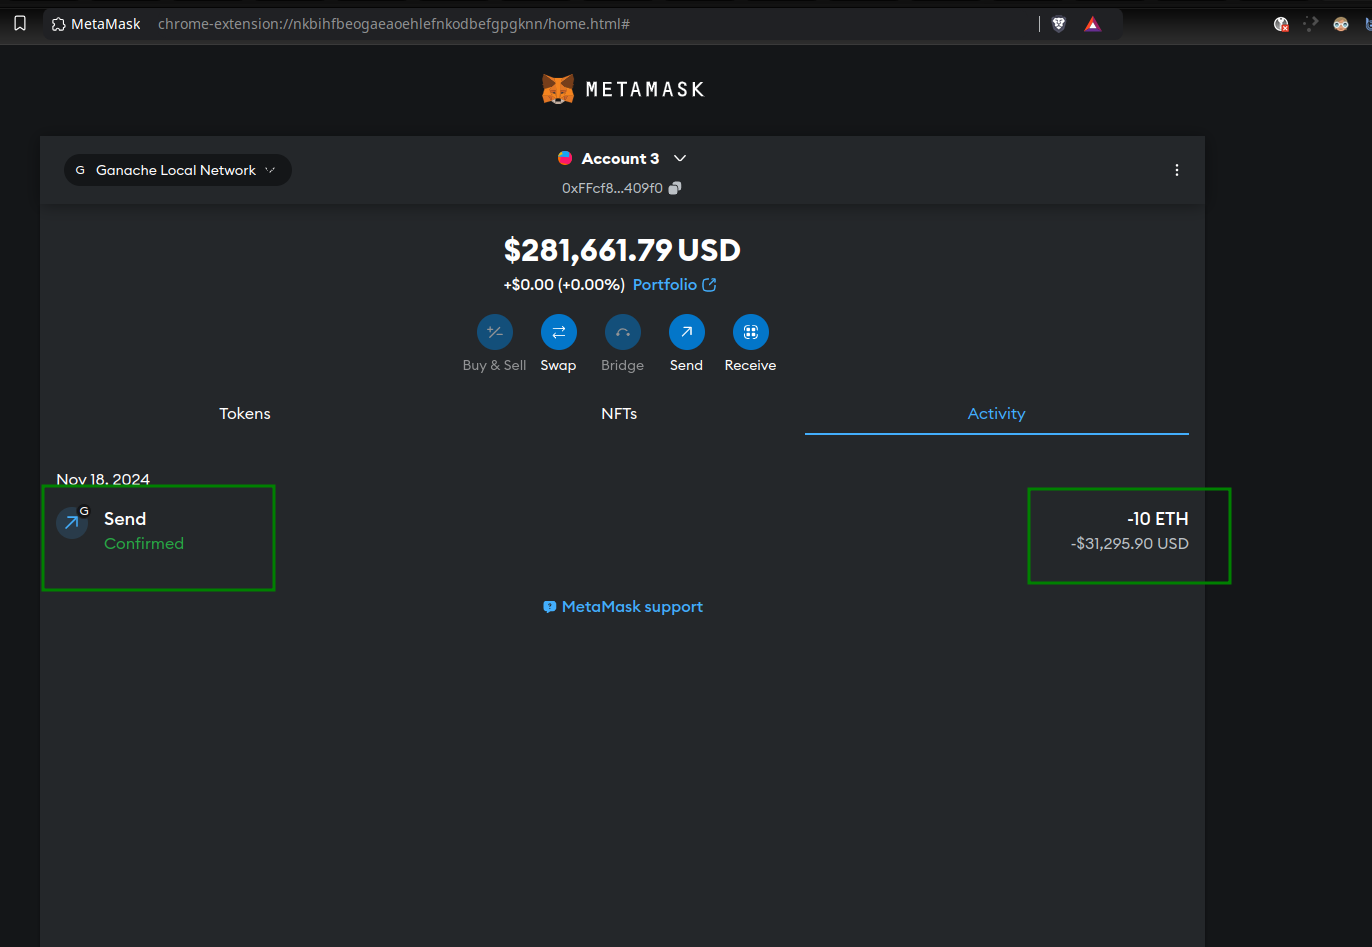 MetaMask chrome-extension://nkbihfbeogaeaoehlefnkodbefgpgknn/home.html#
METAMASK
G Ganache Local Network
Account 3
0xFFcf8...409f0
$281,661.79 USD
+$0.00 (+0.00%) Portfolio
Buy & Sell Swap Bridge Send Receive
Tokens NFTs Activity
Nov 18, 2024
G
Send -10 ETH
Confirmed -$31,295.90 USD
MetaMask support